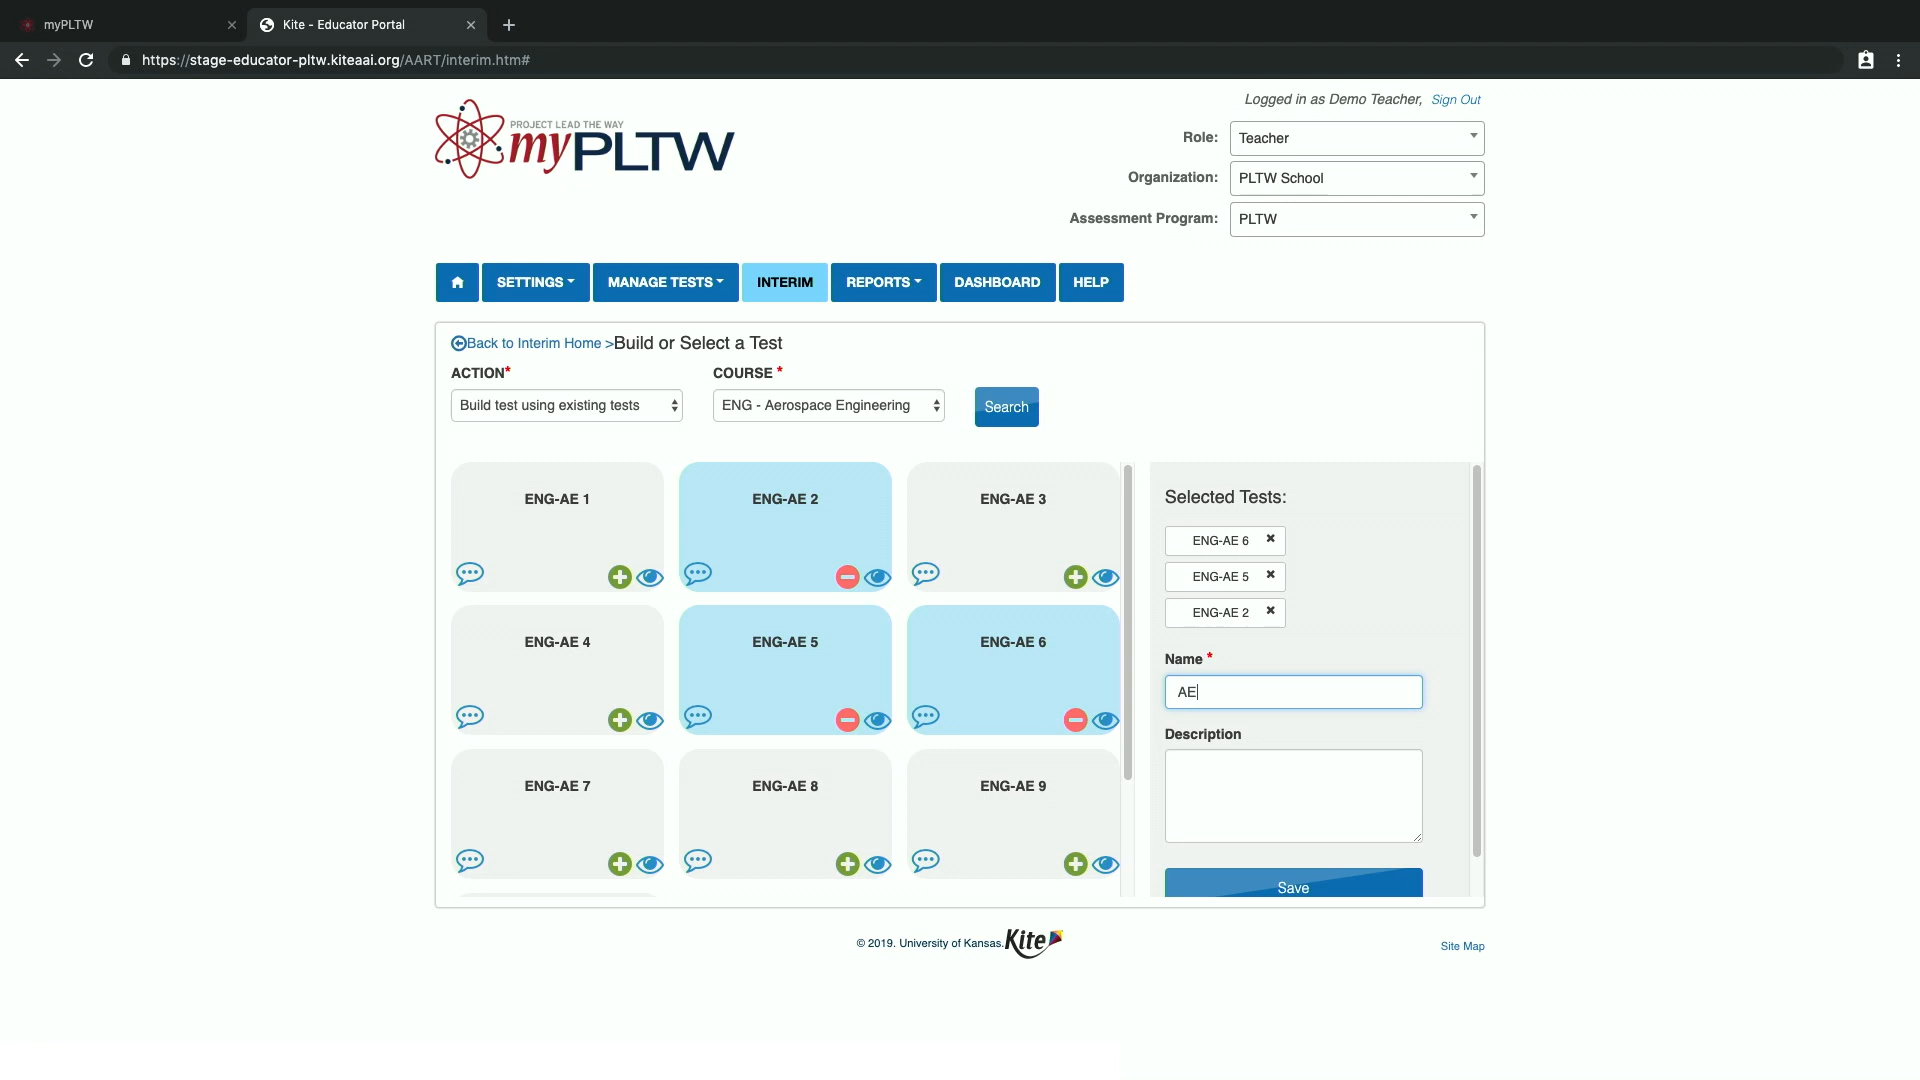 myPLTW
Kite - Educator Portal
https://stage-educator-pltw.kiteaai.org/AART/interim.htm#
Logged in as Demo Teacher, Sign Out
PROJECT LEAD THE WAY
myPLTW
Role: Teacher
Organization: PLTW School
Assessment Program: PLTW
SETTINGS MANAGE TESTS INTERIM REPORTS DASHBOARD HELP
Back to Interim Home >Build or Select a Test
ACTION* COURSE *
Build test using existing tests ENG - Aerospace Engineering Search
ENG-AE 1 ENG-AE 2 ENG-AE 3
ENG-AE 4 ENG-AE 5 ENG-AE 6
ENG-AE 7 ENG-AE 8 ENG-AE 9
Selected Tests:
ENG-AE 6
ENG-AE 5
ENG-AE 2
Name *
AE
Description
Save
© 2019. University of Kansas. Kite
Site Map